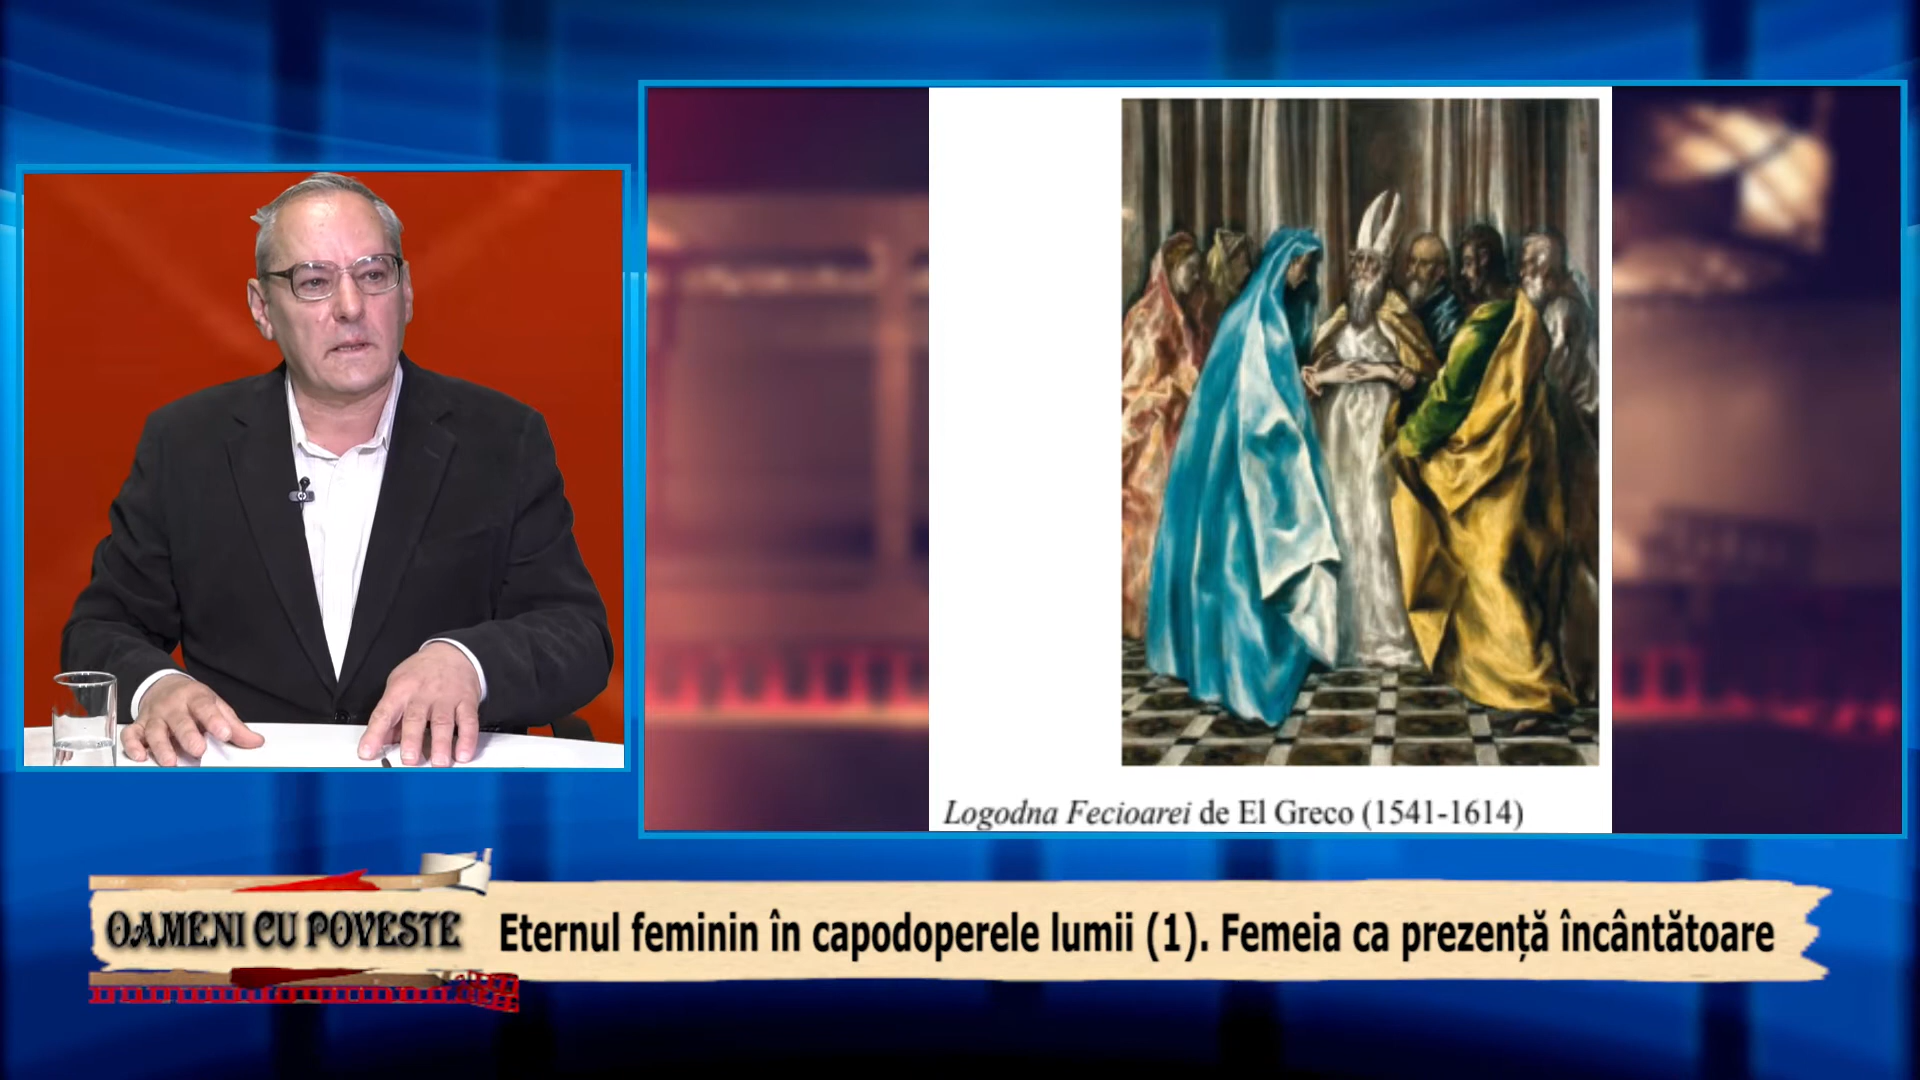 Logodna Fecioarei de El Greco (1541-1614)
OAMENI CU POVESTE
Eternul feminin în capodoperele lumii (1). Femeia ca prezență încântătoare